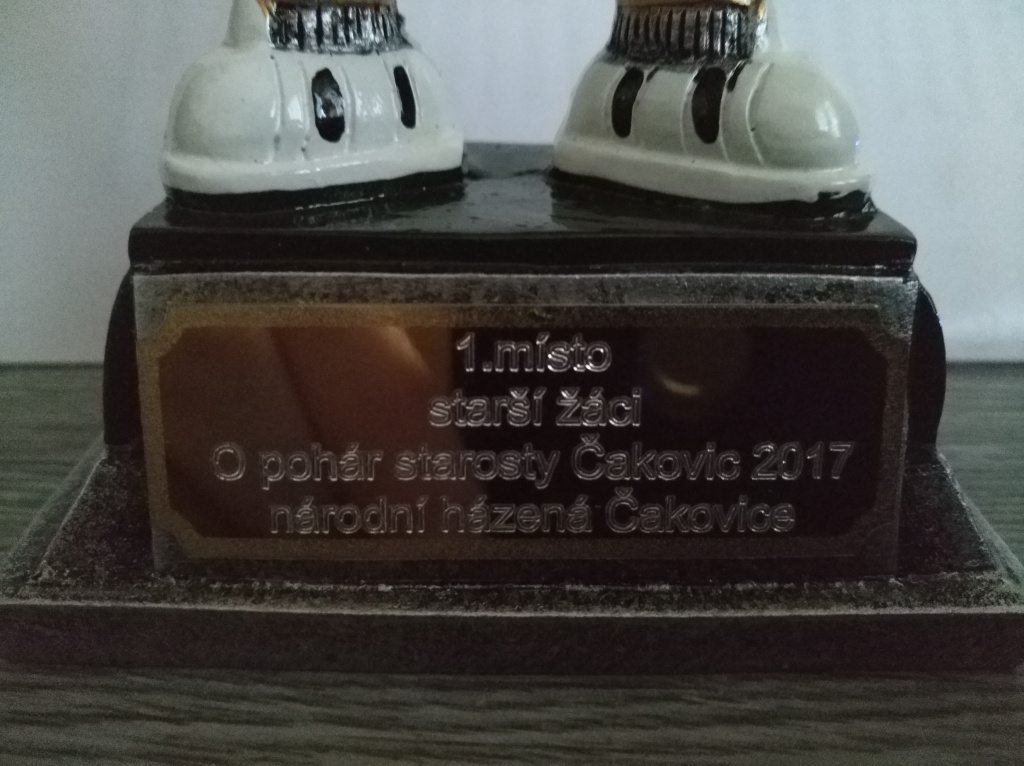 1.místo
starší žáci
O pohár starosty Čakovic 2017
národní házená Čakovice